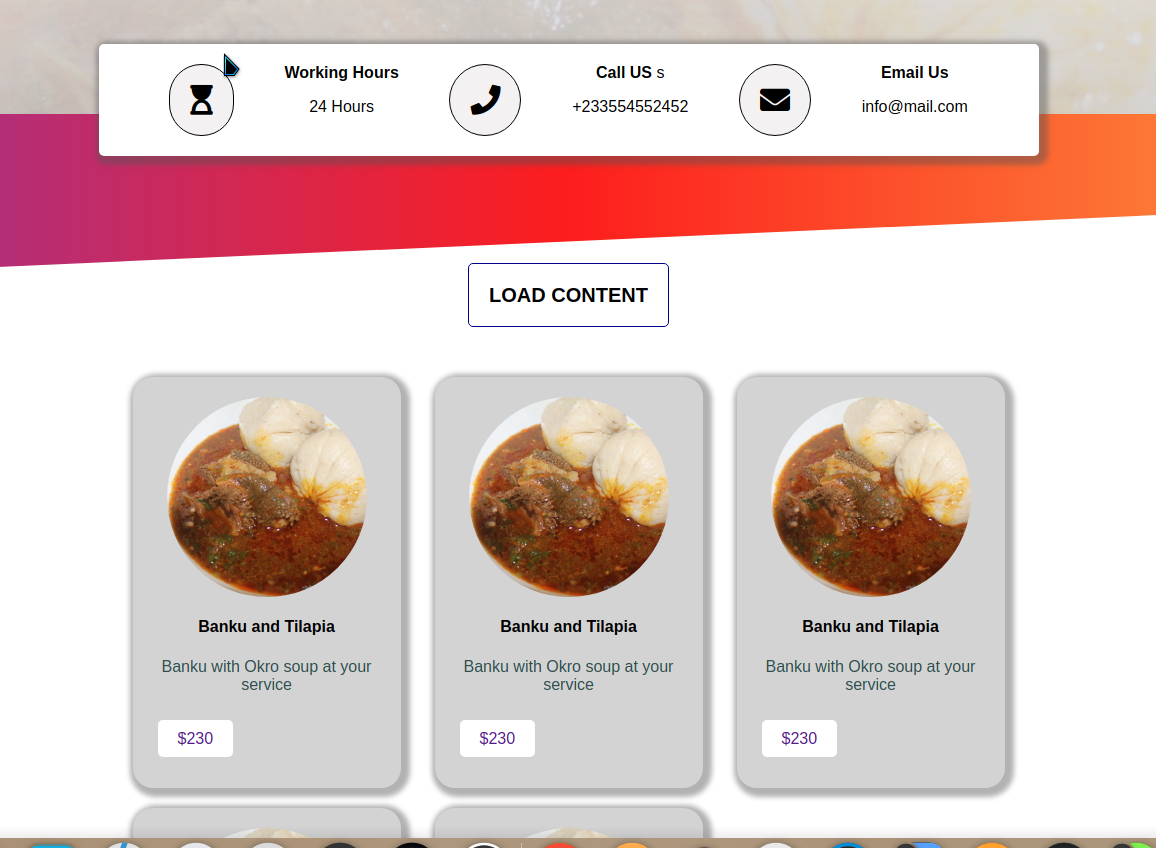 Working Hours
24 Hours
Call US s
+233554552452
Email Us
info@mail.com
LOAD CONTENT
Banku and Tilapia
Banku with Okro soup at your
service
$230
Banku and Tilapia
Banku with Okro soup at your
service
$230
Banku and Tilapia
Banku with Okro soup at your
service
$230